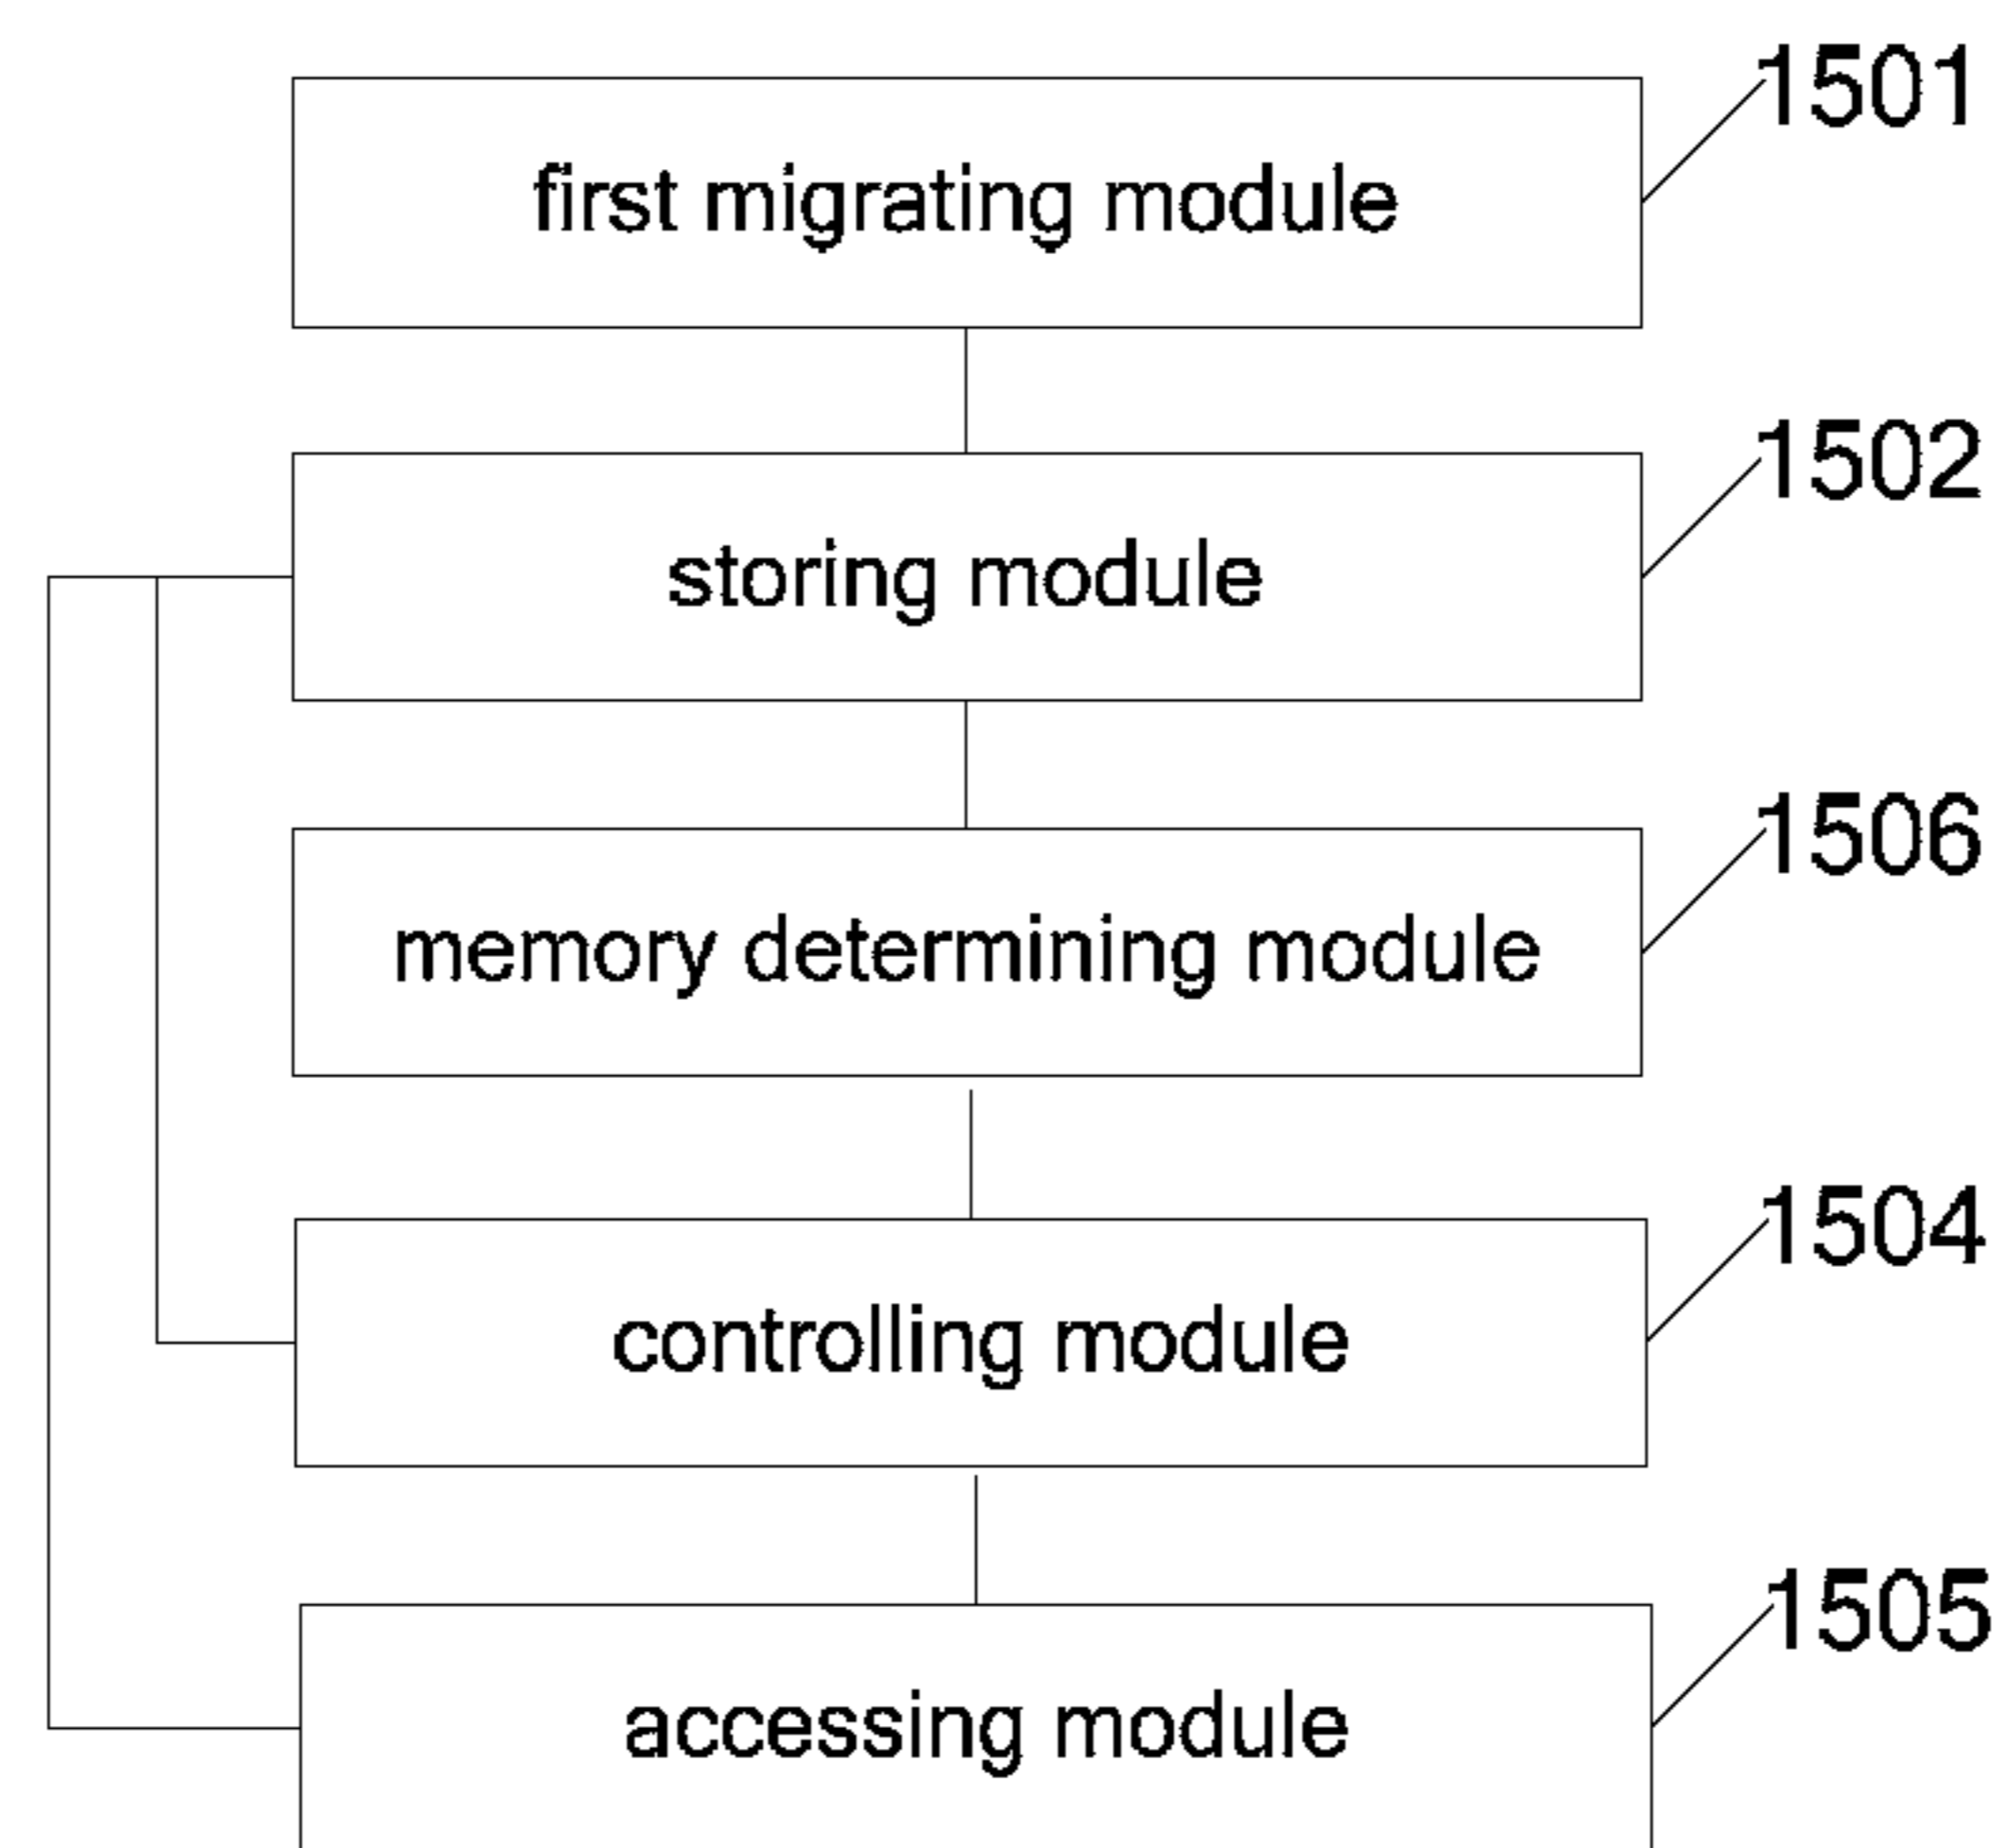 1501
first migrating module
1502
storing module
1506
memory determining module
1504
controlling module
1505
accessing module